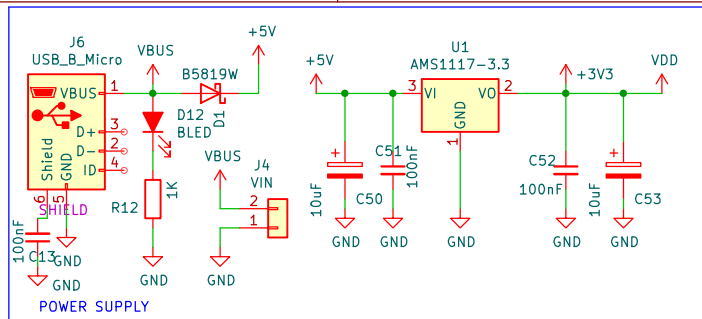 J6
USB_B_Micro
VBUS
1
D+
3
D-
2
ID
4
Shield
GND
6
5
SHIELD
100nF
C13
GND
GND
VBUS
D12
BLED
R12
1K
GND
B5819W
D1
+5V
VBUS
J4
VIN
2
1
GND
+5V
U1
AMS1117-3.3
3
VI
VO
2
GND
1
+
10uF
C50
GND
C51
100nF
GND
GND
+3V3
VDD
C52
100nF
GND
+
10uF
C53
GND
POWER SUPPLY